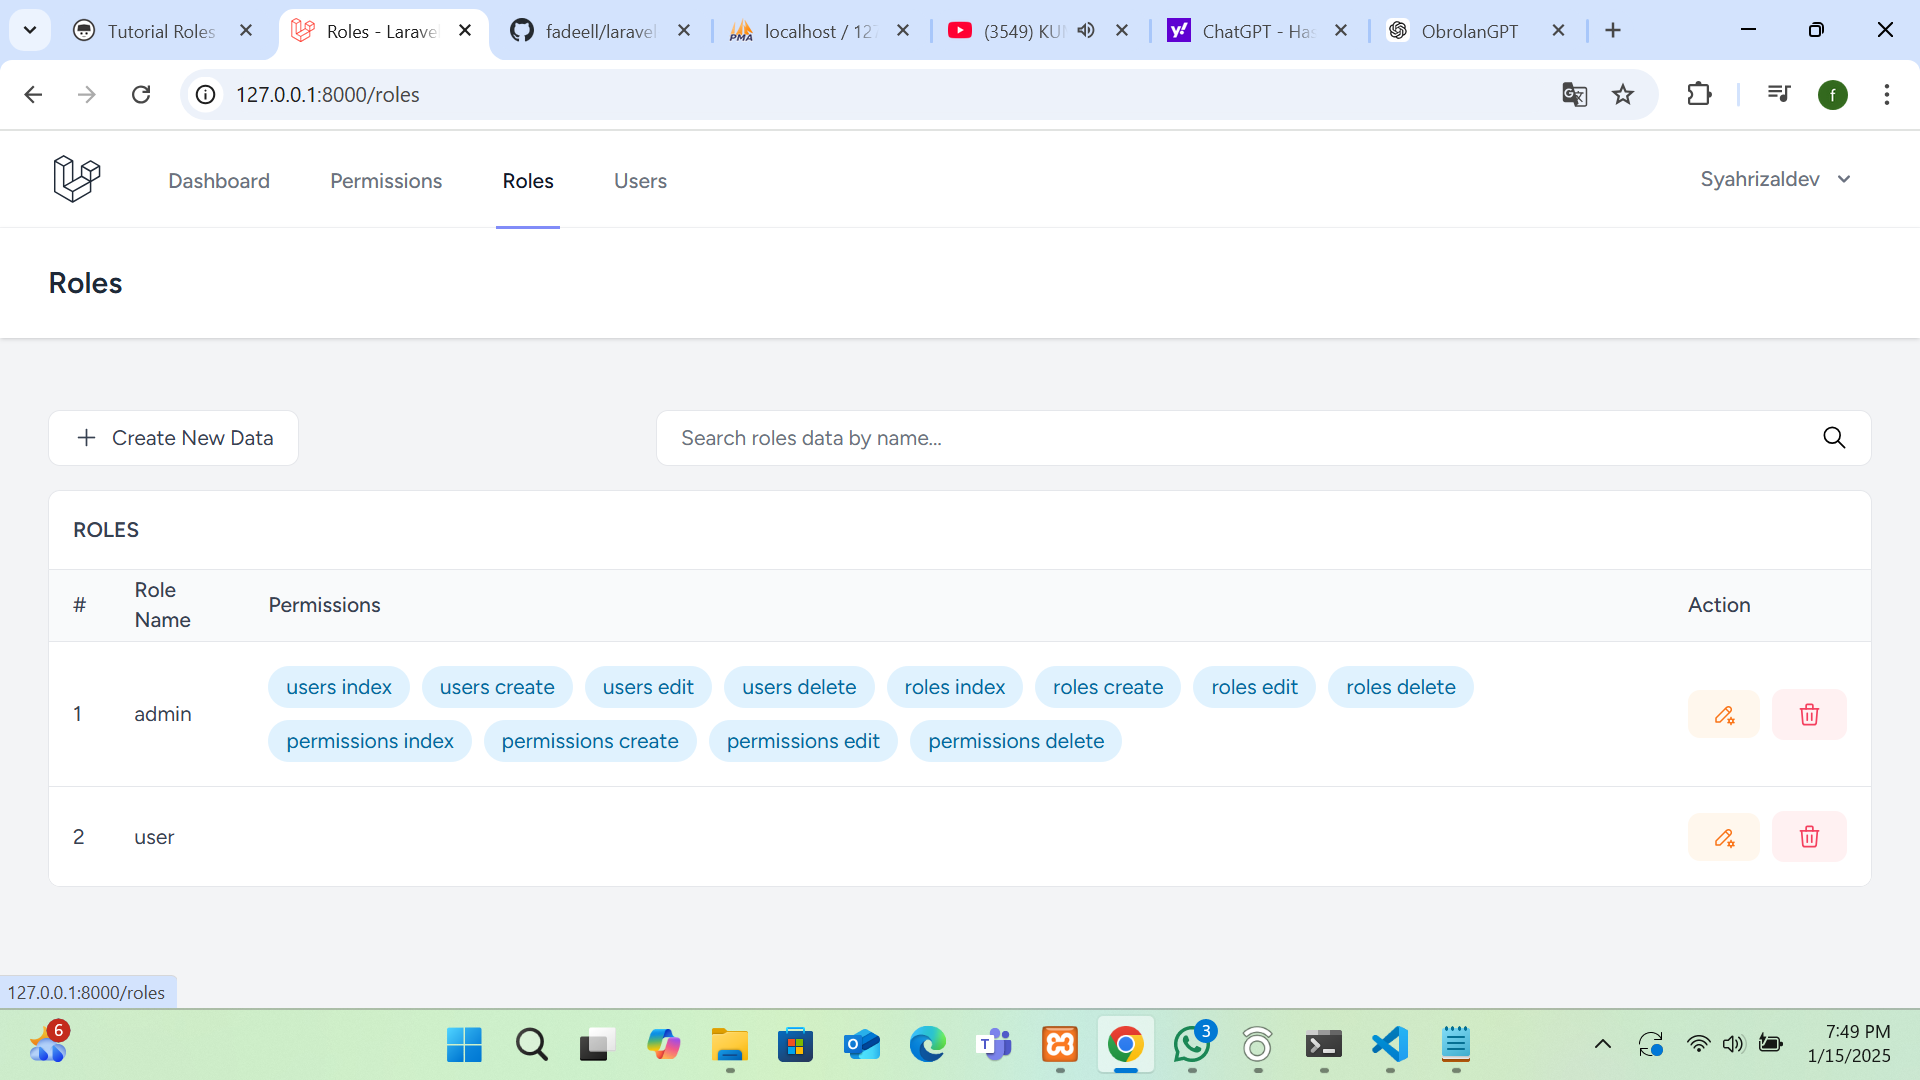 Tutorial Roles
Roles - Larave
fadeell/laravel
localhost / 127
(3549) KU
ChatGPT - Has
ObrolanGPT
127.0.0.1:8000/roles
f
Dashboard
Permissions
Roles
Users
Syahrizaldev
Roles
Create New Data
Search roles data by name...
ROLES
# Role Name Permissions Action
1 admin
users index users create users edit users delete roles index roles create roles edit roles delete
permissions index permissions create permissions edit permissions delete
2 user
127.0.0.1:8000/roles
6
3
7:49 PM
1/15/2025